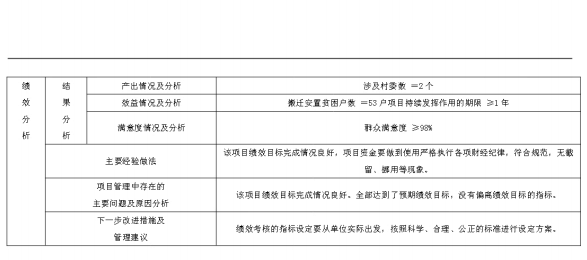 绩效分析
结果分析
产出情况及分析
涉及村委数 =2个
效益情况及分析
搬迁安置贫困户数 =53户项目持续发挥作用的期限 ≥1年
满意度情况及分析
群众满意度 ≥98%
主要经验做法
该项目绩效目标完成情况良好，项目资金要做到使用严格执行各项财经纪律，符合规范，无截
留、挪用等现象。
项目管理中存在的
主要问题及原因分析
该项目绩效目标完成情况良好。全部达到了预期绩效目标，没有偏离绩效目标的指标。
下一步改进措施及
管理建议
绩效考核的指标设定要从单位实际出发，按照科学、合理、公正的标准进行设定方案。